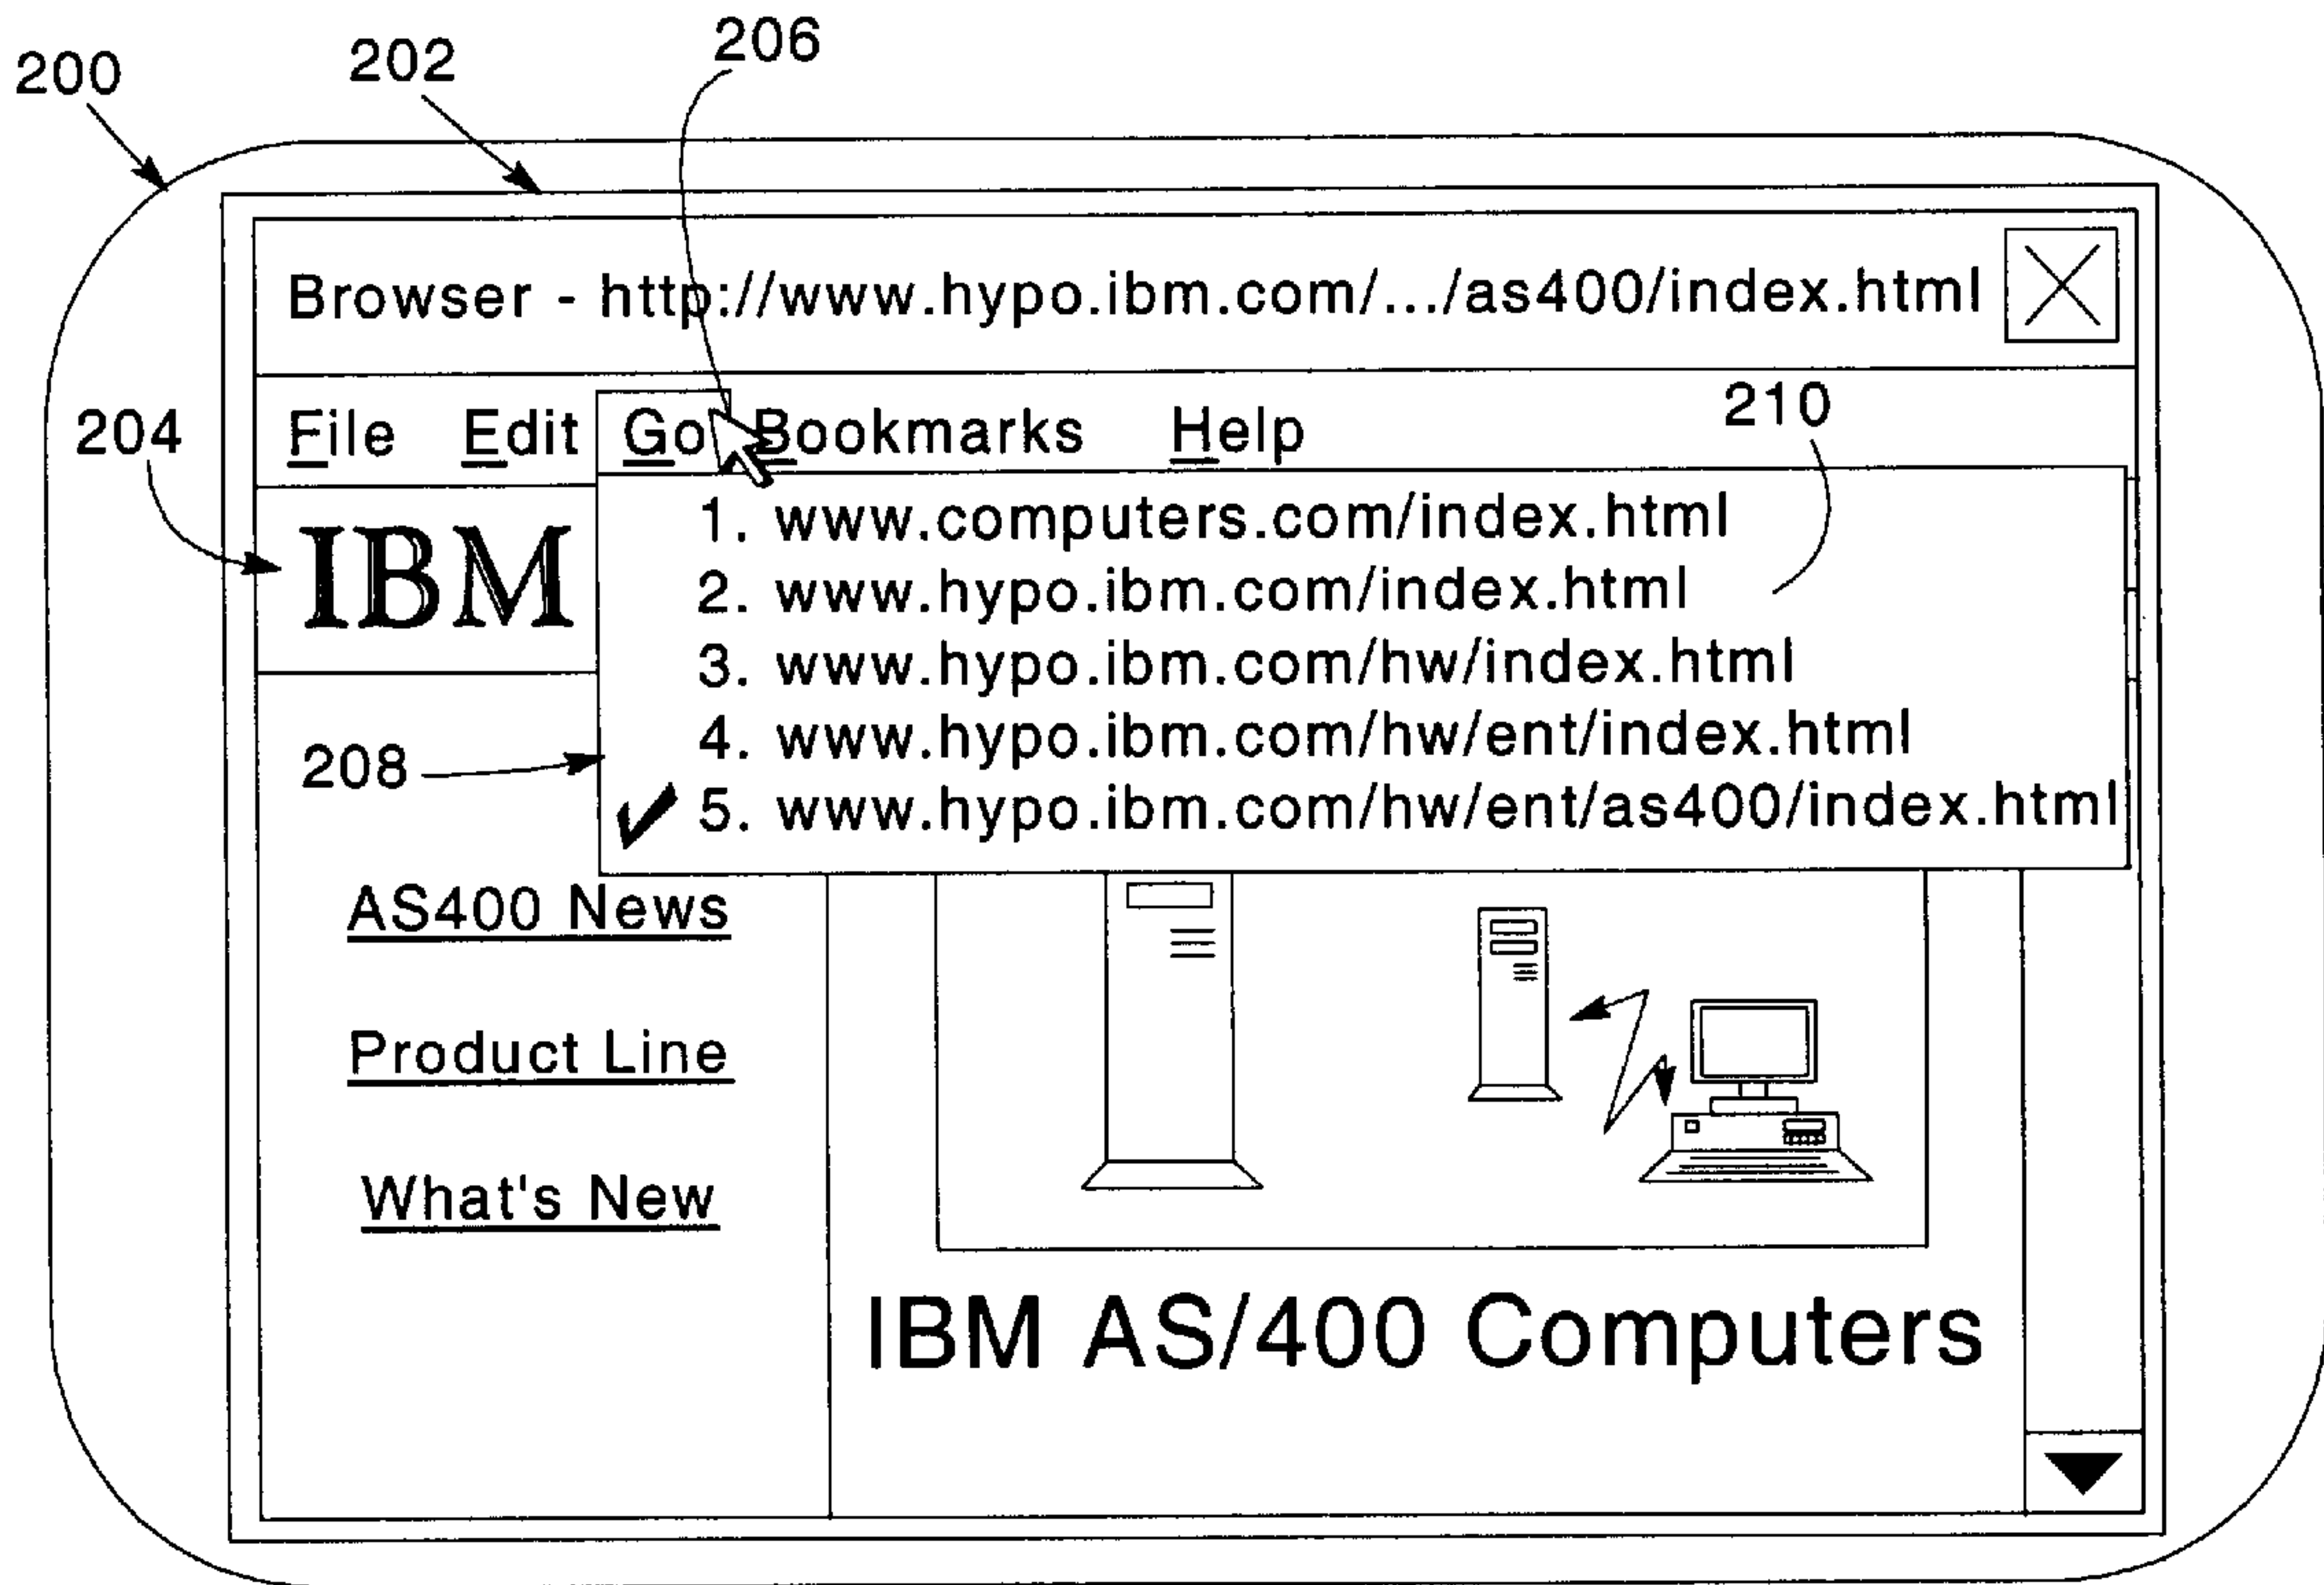 206
200 202
Browser - http://www.hypo.ibm.com/.../as400/index.html
204 File Edit Go Bookmarks Help 210
IBM
1. www.computers.com/index.html
2. www.hypo.ibm.com/index.html
3. www.hypo.ibm.com/hw/index.html
4. www.hypo.ibm.com/hw/ent/index.html
208
✓ 5. www.hypo.ibm.com/hw/ent/as400/index.html
AS400 News
Product Line
What's New
IBM AS/400 Computers